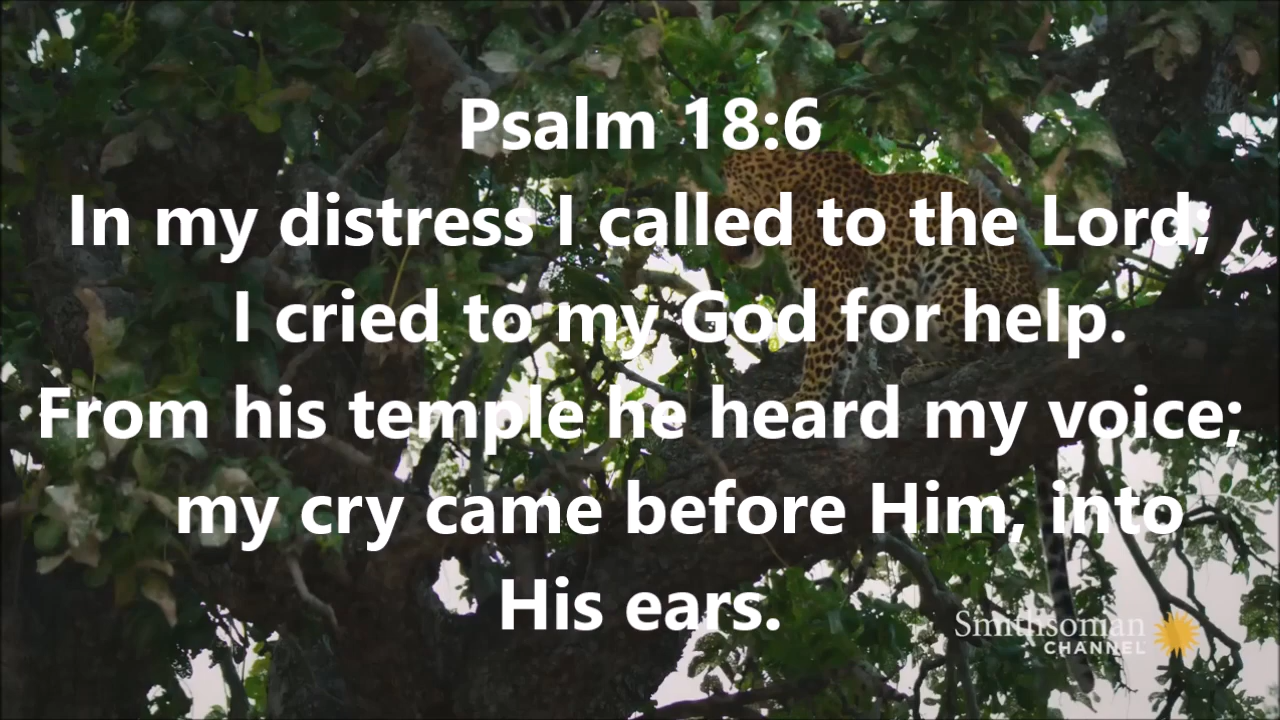 Psalm 18:6
In my distress I called to the Lord;
I cried to my God for help.
From his temple he heard my voice;
my cry came before Him, into
His ears.
Smithsonian
CHANNEL